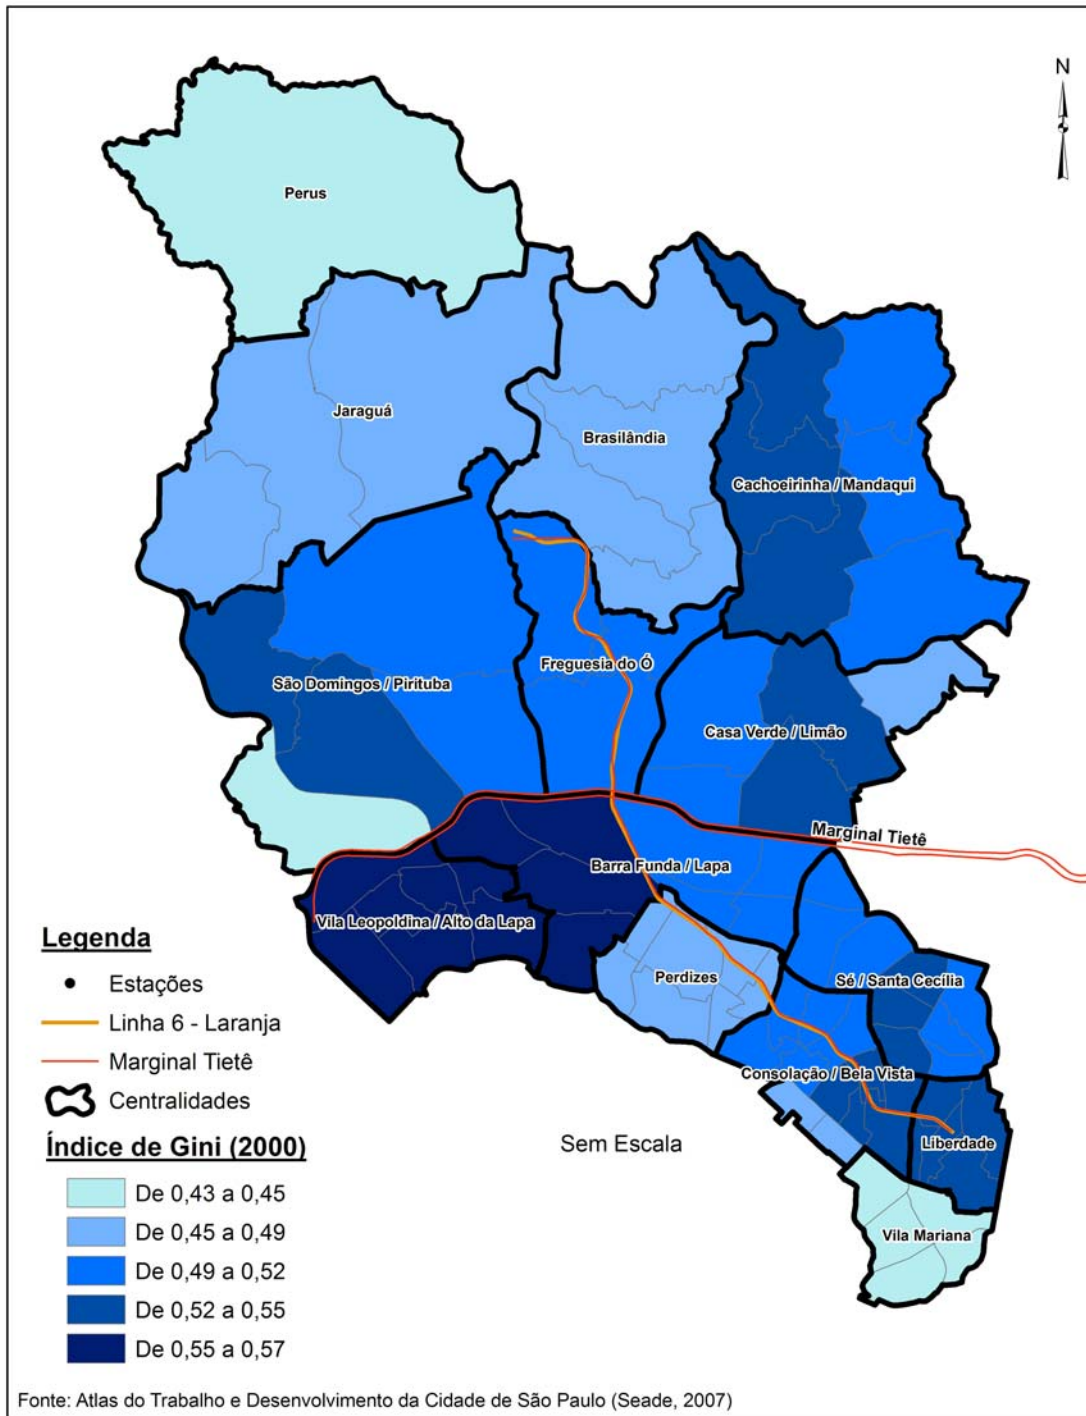 N
Perus
Jaraguá
Brasilândia
Cachoeirinha / Mandaqui
Freguesia do Ó
São Domingos / Pirituba
Casa Verde / Limão
Marginal Tietê
Barra Funda / Lapa
Vila Leopoldina / Alto da Lapa
Perdizes
Sé / Santa Cecília
Consolação / Bela Vista
Liberdade
Vila Mariana
Sem Escala
Legenda
Estações
Linha 6 - Laranja
Marginal Tietê
Centralidades
Índice de Gini (2000)
De 0,43 a 0,45
De 0,45 a 0,49
De 0,49 a 0,52
De 0,52 a 0,55
De 0,55 a 0,57
Fonte: Atlas do Trabalho e Desenvolvimento da Cidade de São Paulo (Seade, 2007)